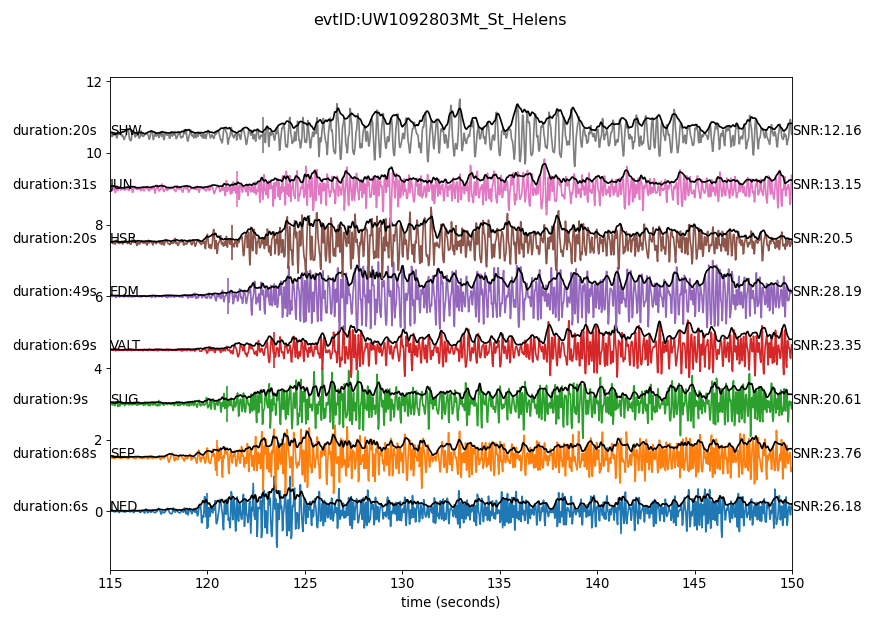 evtID:UW1092803Mt_St_Helens
12
duration:20s SHW SNR:12.16
10
duration:31s JUN SNR:13.15
8
duration:20s HSR SNR:20.5
duration:49s EDM SNR:28.19
6
duration:69s VALT SNR:23.35
4
duration:9s SUG SNR:20.61
2
duration:68s SEP SNR:23.76
duration:6s NED SNR:26.18
0
115 120 125 130 135 140 145 150
time (seconds)